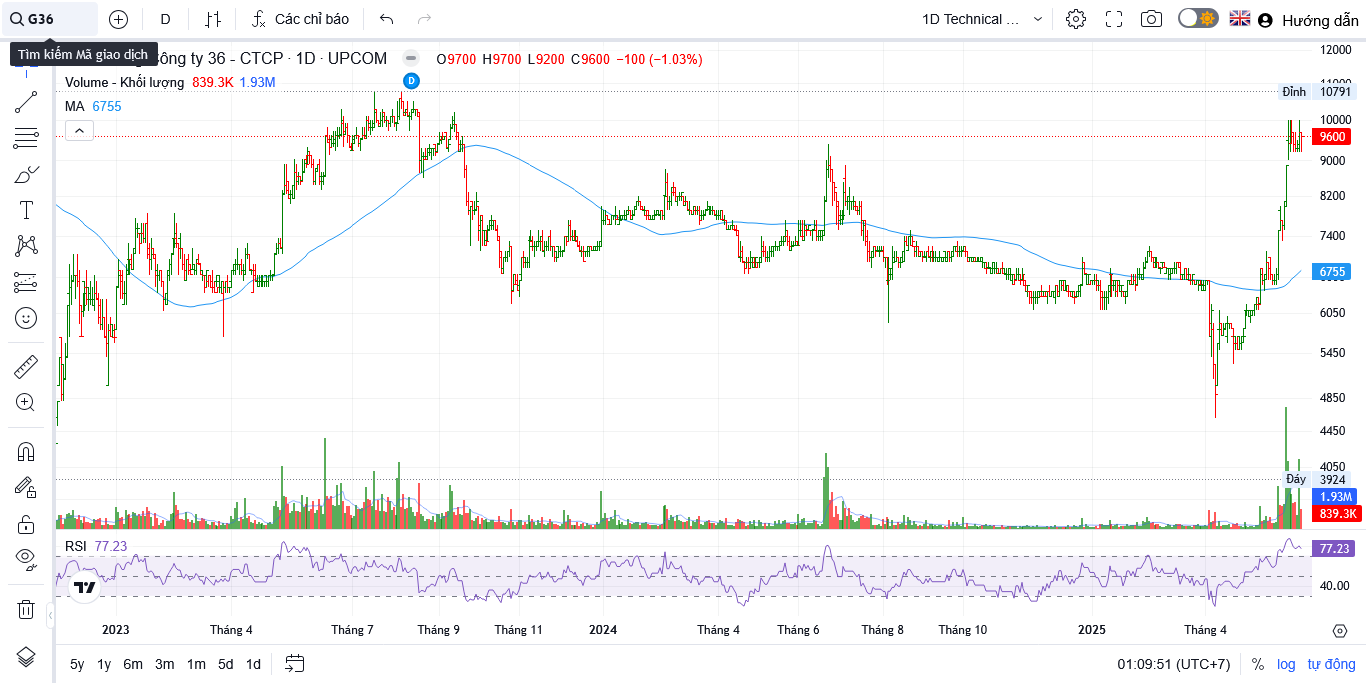 G36
D
Các chỉ báo
1D Technical ...
Hướng dẫn
Tìm kiếm Mã giao dịch
ông ty 36 - CTCP · 1D · UPCOM
O9700 H9700 L9200 C9600 −100 (−1.03%)
Volume - Khối lượng 839.3K 1.93M
D
MA 6755
12000
11000
Đỉnh 10791
10000
9600
9000
8200
7400
6755
6050
5450
4850
4450
4050
Đáy 3924
1.93M
839.3K
RSI 77.23
77.23
40.00
2023 Tháng 4 Tháng 7 Tháng 9 Tháng 11 2024 Tháng 4 Tháng 6 Tháng 8 Tháng 10 2025 Tháng 4
5y 1y 6m 3m 1m 5d 1d
01:09:51 (UTC+7) % log tự động